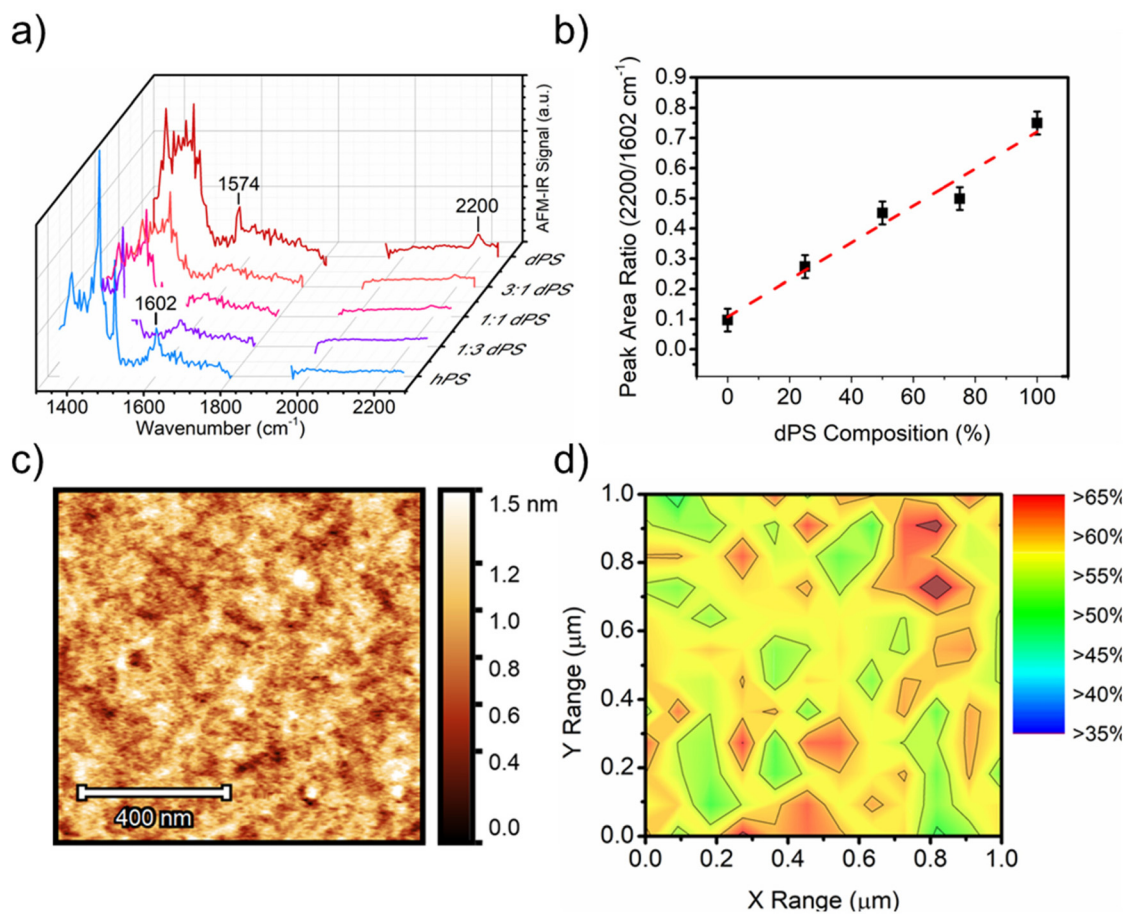 a)
AFM-IR Signal (a.u.)
1574
2200
1602
dPS
3:1 dPS
1:1 dPS
1:3 dPS
hPS
1400 1600 1800 2000 2200
Wavenumber (cm⁻¹)
b)
Peak Area Ratio (2200/1602 cm⁻¹)
0.9
0.8
0.7
0.6
0.5
0.4
0.3
0.2
0.1
0.0
0 20 40 60 80 100
dPS Composition (%)
c)
1.5 nm
1.2
1.0
0.8
0.6
0.4
0.0
400 nm
d)
Y Range (μm)
1.0
0.8
0.6
0.4
0.2
0.0
0.0 0.2 0.4 0.6 0.8 1.0
X Range (μm)
>65%
>60%
>55%
>50%
>45%
>40%
>35%